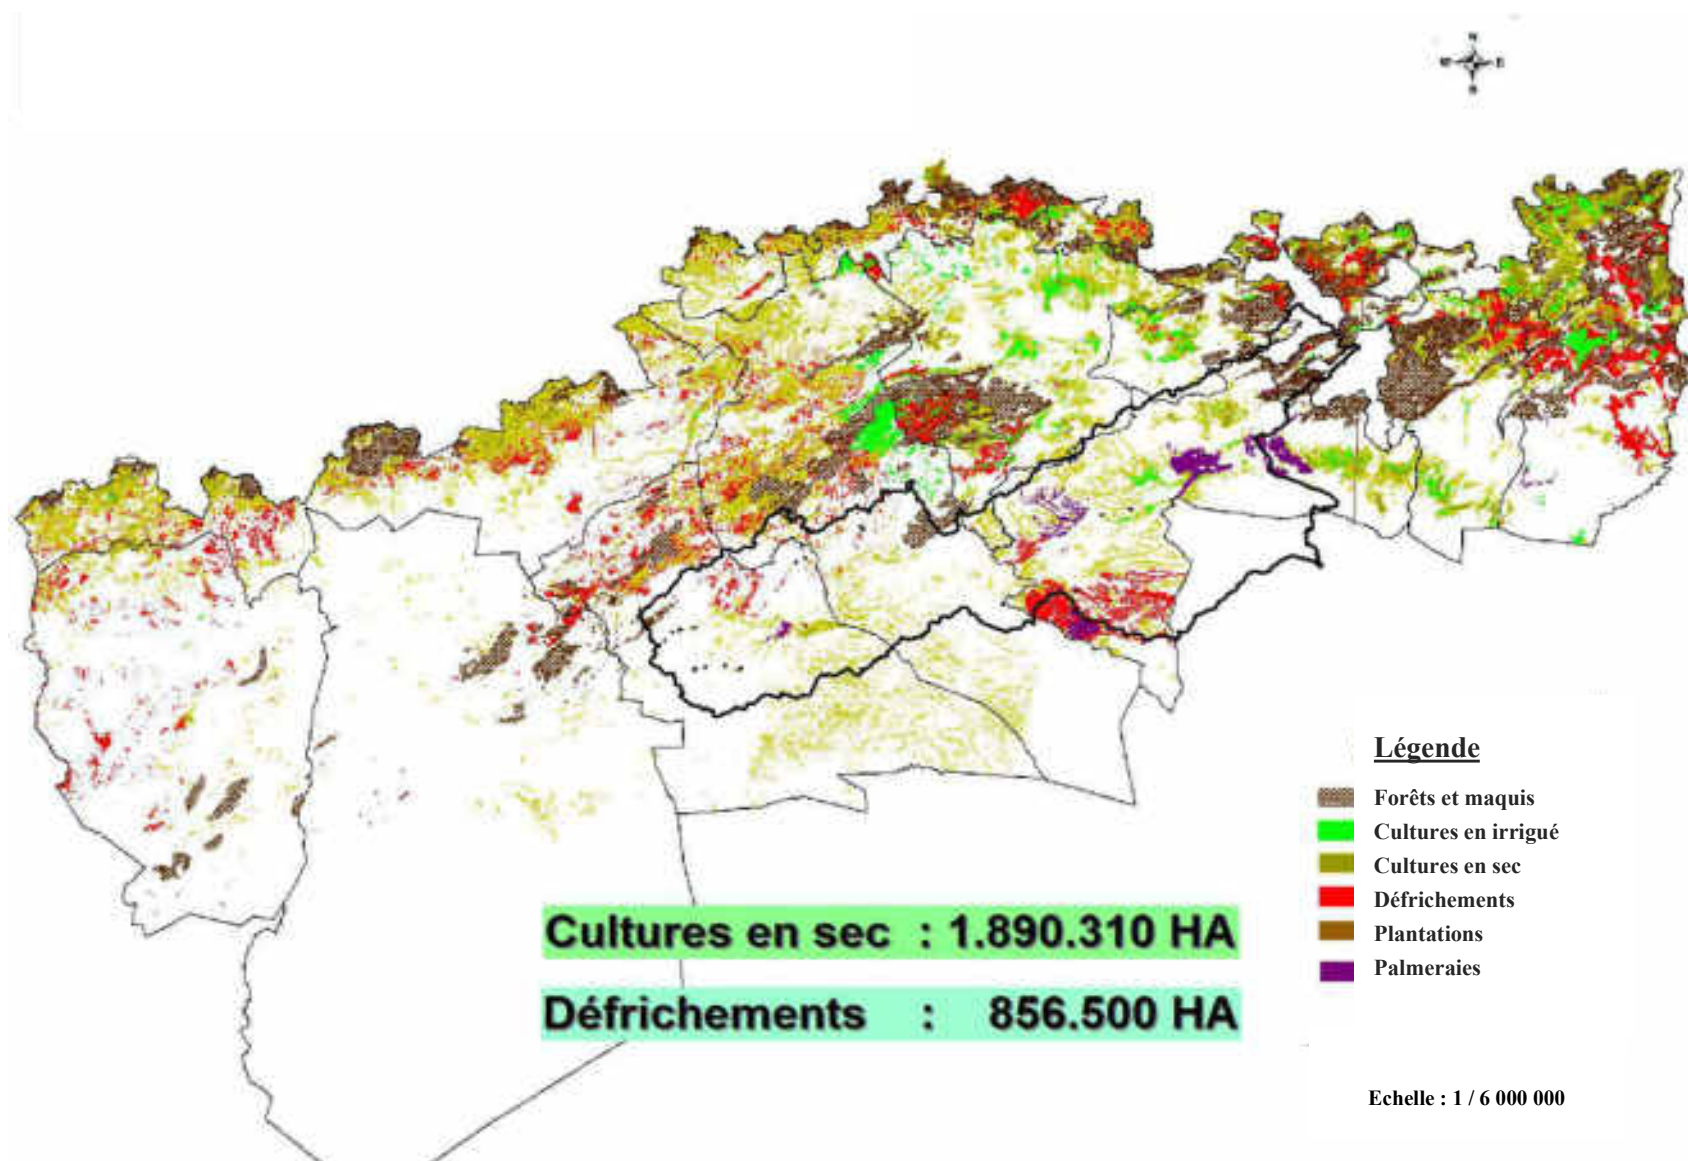 N
E
S
Cultures en sec : 1.890.310 HA
Défrichements : 856.500 HA
Légende
Forêts et maquis
Cultures en irrigué
Cultures en sec
Défrichements
Plantations
Palmeraies
Echelle : 1 / 6 000 000